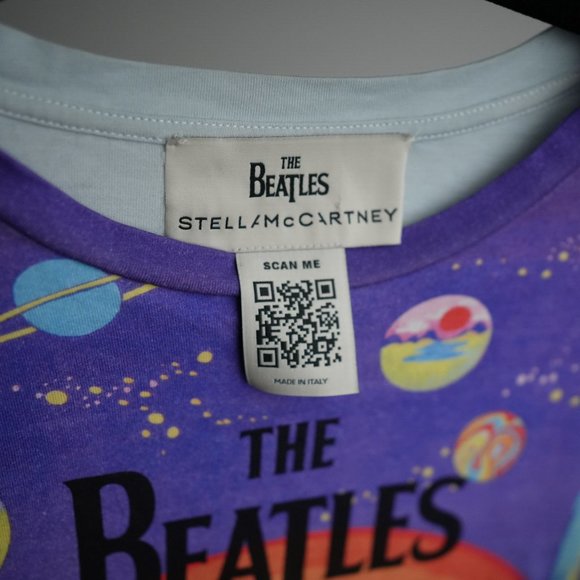 THE
BEATLES
STELLA McCARTNEY
SCAN ME
MADE IN ITALY
THE
BEATLES